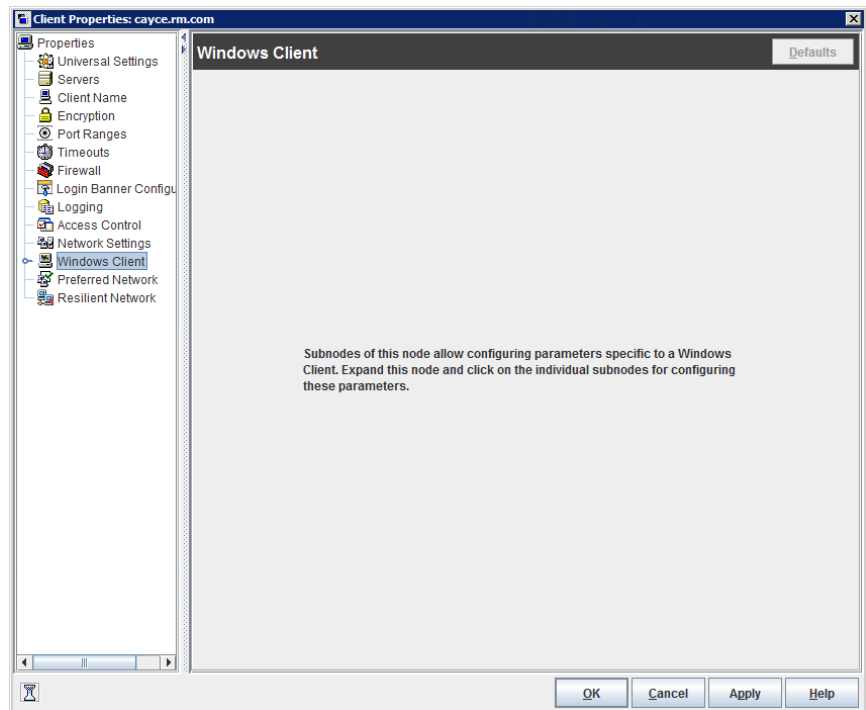 Client Properties: cayce.rm.com
Properties
Universal Settings
Servers
Client Name
Encryption
Port Ranges
Timeouts
Firewall
Login Banner Configu
Logging
Access Control
Network Settings
Windows Client
Preferred Network
Resilient Network
Windows Client
Defaults
Subnodes of this node allow configuring parameters specific to a Windows
Client. Expand this node and click on the individual subnodes for configuring
these parameters.
OK
Cancel
Apply
Help